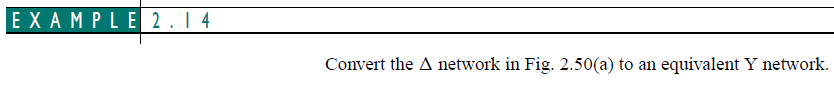 EXAMPLE 2.14
Convert the Δ network in Fig. 2.50(a) to an equivalent Y network.